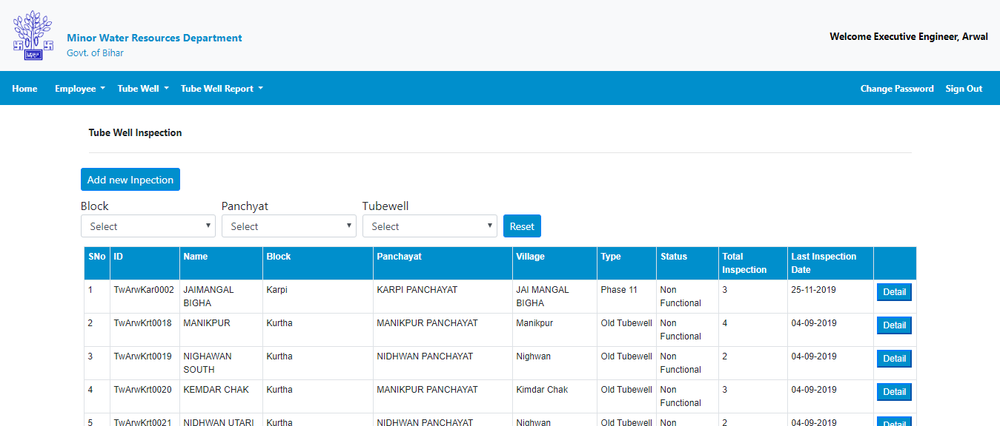 Minor Water Resources Department
Govt. of Bihar
Welcome Executive Engineer, Arwal
Home Employee Tube Well Tube Well Report Change Password Sign Out
Tube Well Inspection
Add new Inpection
Block Panchyat Tubewell
Select Select Select Reset
SNo ID Name Block Panchayat Village Type Status Total Inspection Last Inspection Date
1 TwArwKar0002 JAIMANGAL BIGHA Karpi KARPI PANCHAYAT JAI MANGAL BIGHA Phase 11 Non Functional 3 25-11-2019 Detail
2 TwArwKrt0018 MANIKPUR Kurtha MANIKPUR PANCHAYAT Manikpur Old Tubewell Non Functional 4 04-09-2019 Detail
3 TwArwKrt0019 NIGHAWAN SOUTH Kurtha NIDHWAN PANCHAYAT Nighwan Old Tubewell Non Functional 2 04-09-2019 Detail
4 TwArwKrt0020 KEMDAR CHAK Kurtha MANIKPUR PANCHAYAT Kimdar Chak Old Tubewell Non Functional 3 04-09-2019 Detail
5 TwArwKrt0021 NIDHWAN UTARI Kurtha NIDHWAN PANCHAYAT Nighwan Old Tubewell Non 2 04-09-2019 Detail